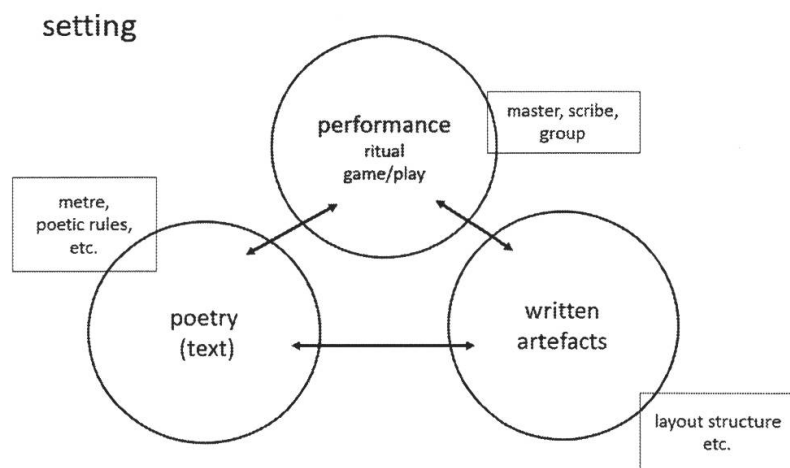 setting
performance
ritual
game/play
master, scribe,
group
metre,
poetic rules,
etc.
poetry
(text)
written
artefacts
layout structure
etc.